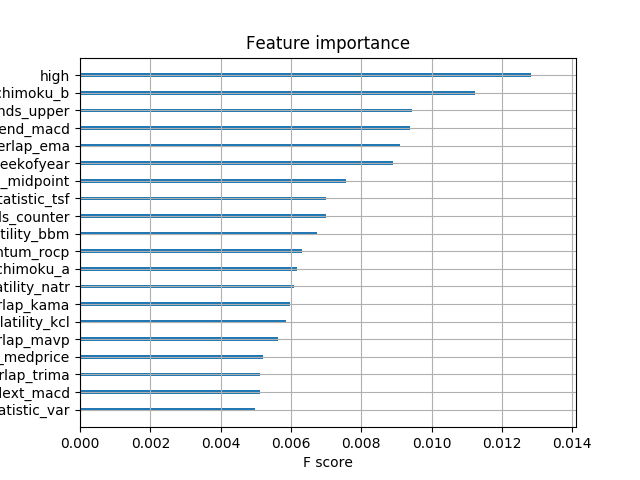 Feature importance
high
chimoku_b
nds_upper
end_macd
erlap_ema
eekofyear
_midpoint
tatistic_tsf
ls_counter
tility_bbm
ntum_rocp
chimoku_a
atility_natr
rlap_kama
latility_kcl
rlap_mavp
_medprice
rlap_trima
lext_macd
atistic_var
0.000 0.002 0.004 0.006 0.008 0.010 0.012 0.014
F score